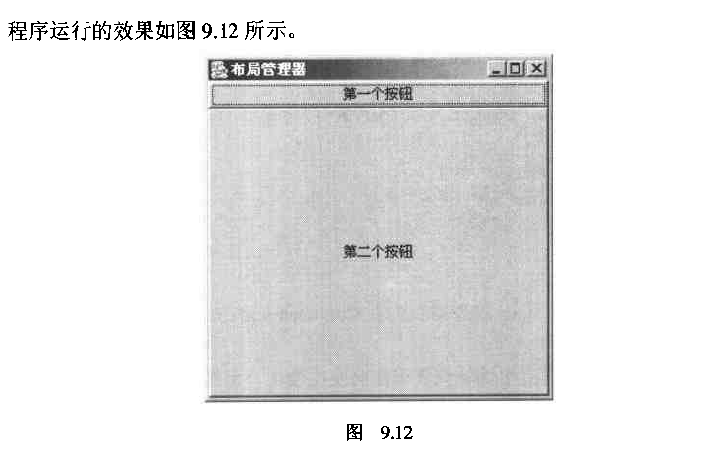 程序运行的效果如图 9.12 所示。
布局管理器
第一个按钮
第二个按钮
图 9.12